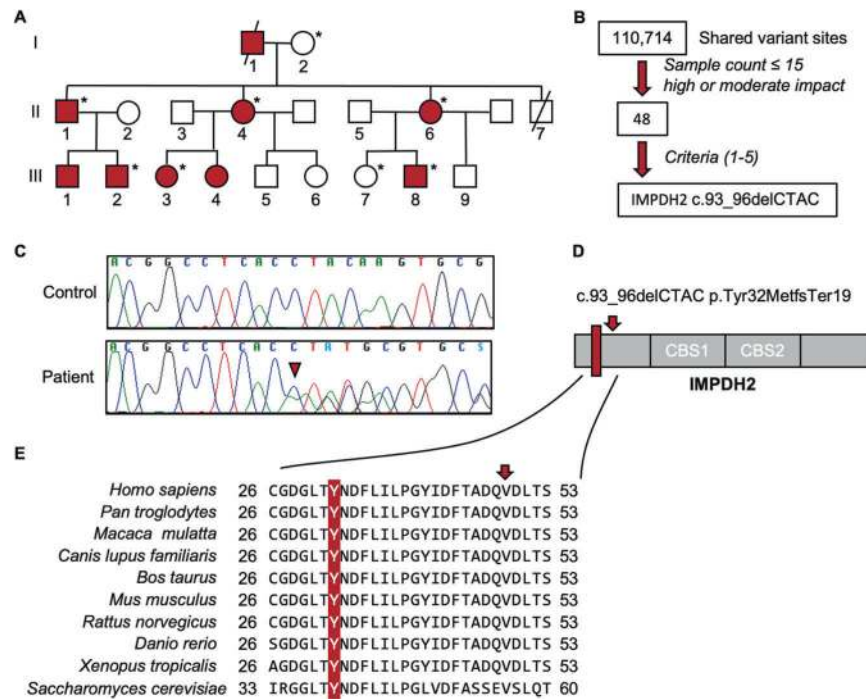 A
I
1
*
2
II
*
1
2
3
*
4
5
*
6
7
III
1
*
2
*
3
4
5
6
*
7
*
8
9
B
110,714 Shared variant sites
Sample count ≤ 15
high or moderate impact
48
Criteria (1-5)
IMPDH2 c.93_96delCTAC
C
A C G G C C T C A C C T A C A A G T G C G
Control
A C G G C C T C A C C T A T G C G T G C S
Patient
D
c.93_96delCTAC p.Tyr32MetfsTer19
CBS1 CBS2
IMPDH2
E
Homo sapiens 26 CGDGLTYNDFLILPGYIDFTADQVDLTS 53
Pan troglodytes 26 CGDGLTYNDFLILPGYIDFTADQVDLTS 53
Macaca mulatta 26 CGDGLTYNDFLILPGYIDFTADQVDLTS 53
Canis lupus familiaris 26 CGDGLTYNDFLILPGYIDFTADQVDLTS 53
Bos taurus 26 CGDGLTYNDFLILPGYIDFTADQVDLTS 53
Mus musculus 26 CGDGLTYNDFLILPGYIDFTADQVDLTS 53
Rattus norvegicus 26 CGDGLTYNDFLILPGYIDFTADQVDLTS 53
Danio rerio 26 SGDGLTYNDFLILPGYIDFTADQVDLTS 53
Xenopus tropicalis 26 AGDGLTYNDFLILPGYIDFTADQVDLTS 53
Saccharomyces cerevisiae 33 IRGGLTYNDFLILPGLVDFASSEVSLQT 60